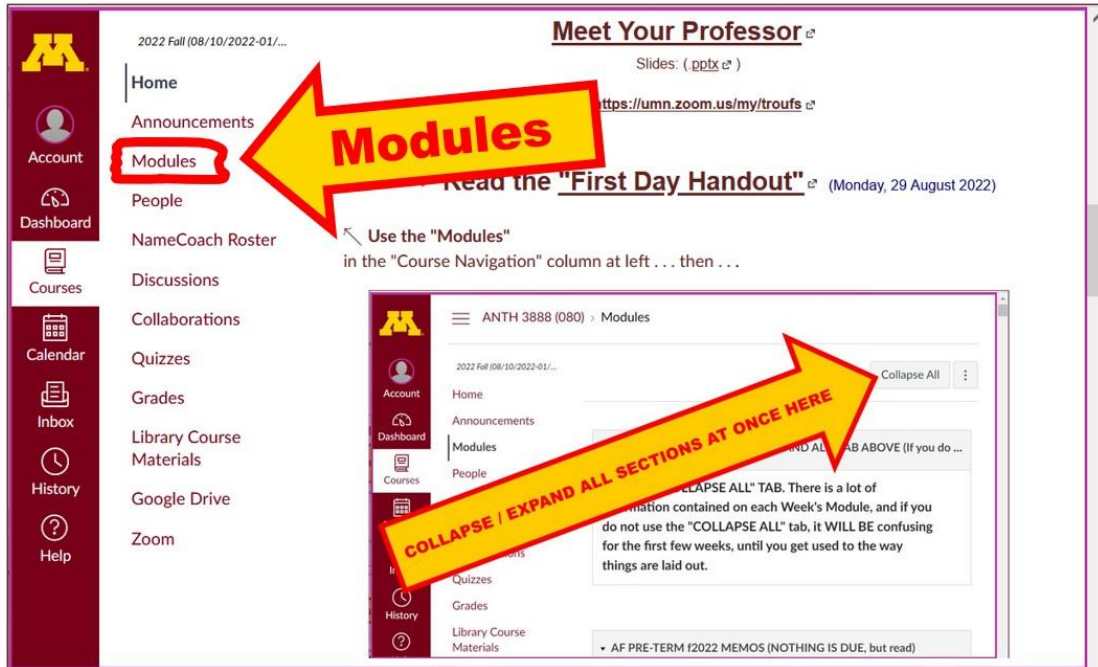 M
Account
Dashboard
Courses
Calendar
Inbox
History
Help
2022 Fall (08/10/2022-01/...
Home
Announcements
Modules
People
NameCoach Roster
Discussions
Collaborations
Quizzes
Grades
Library Course
Materials
Google Drive
Zoom
Meet Your Professor
Slides: (.pptx )
ttps://umn.zoom.us/my/troufs
Modules
Read the "First Day Handout" (Monday, 29 August 2022)
Use the "Modules"
in the "Course Navigation" column at left . . . then . . .
M
Account
Dashboard
Courses
History
ANTH 3888 (080) › Modules
2022 Fall (08/10/2022-01/...
Home
Announcements
Modules
People
Quizzes
Grades
Library Course
Materials
Collapse All
COLLAPSE / EXPAND ALL SECTIONS AT ONCE HERE
AB ABOVE (If you do ...
ALL" TAB. There is a lot of
contained on each Week's Module, and if you
do not use the "COLLAPSE ALL" tab, it WILL BE confusing
for the first few weeks, until you get used to the way
things are laid out.
AF PRE-TERM f2022 MEMOS (NOTHING IS DUE, but read)